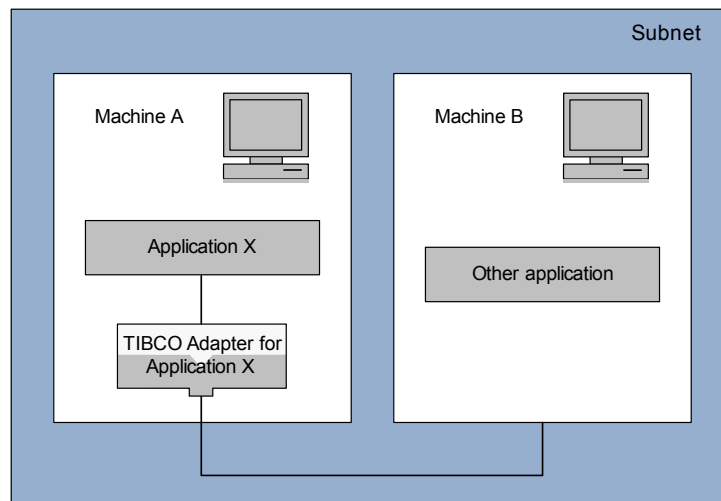 Subnet
Machine A
Machine B
Application X
Other application
TIBCO Adapter for
Application X